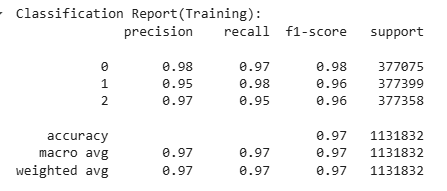 Classification Report(Training):
precision recall f1-score support
0 0.98 0.97 0.98 377075
1 0.95 0.98 0.96 377399
2 0.97 0.95 0.96 377358
accuracy 0.97 1131832
macro avg 0.97 0.97 0.97 1131832
weighted avg 0.97 0.97 0.97 1131832